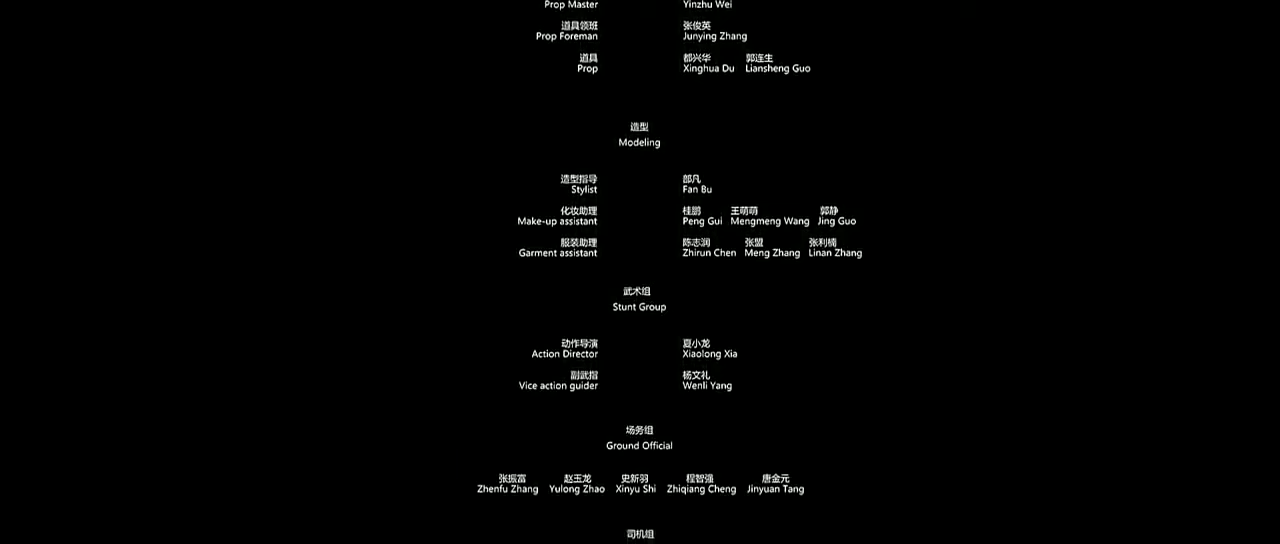 Prop Master Yinzhu Wei
道具领班 张俊英
Prop Foreman Junying Zhang
道具 都兴华 郭连生
Prop Xinghua Du Liansheng Guo
造型
Modeling
造型指导 郶凡
Stylist Fan Bu
化妆助理 桂鹏 王萌萌 郭静
Make-up assistant Peng Gui Mengmeng Wang Jing Guo
服装助理 陈志润 张盟 张利楠
Garment assistant Zhirun Chen Meng Zhang Linan Zhang
武术组
Stunt Group
动作导演 夏小龙
Action Director Xiaolong Xia
副武指 杨文礼
Vice action guider Wenli Yang
场务组
Ground Official
张振富 赵玉龙 史新羽 程智强 唐金元
Zhenfu Zhang Yulong Zhao Xinyu Shi Zhiqiang Cheng Jinyuan Tang
司机组